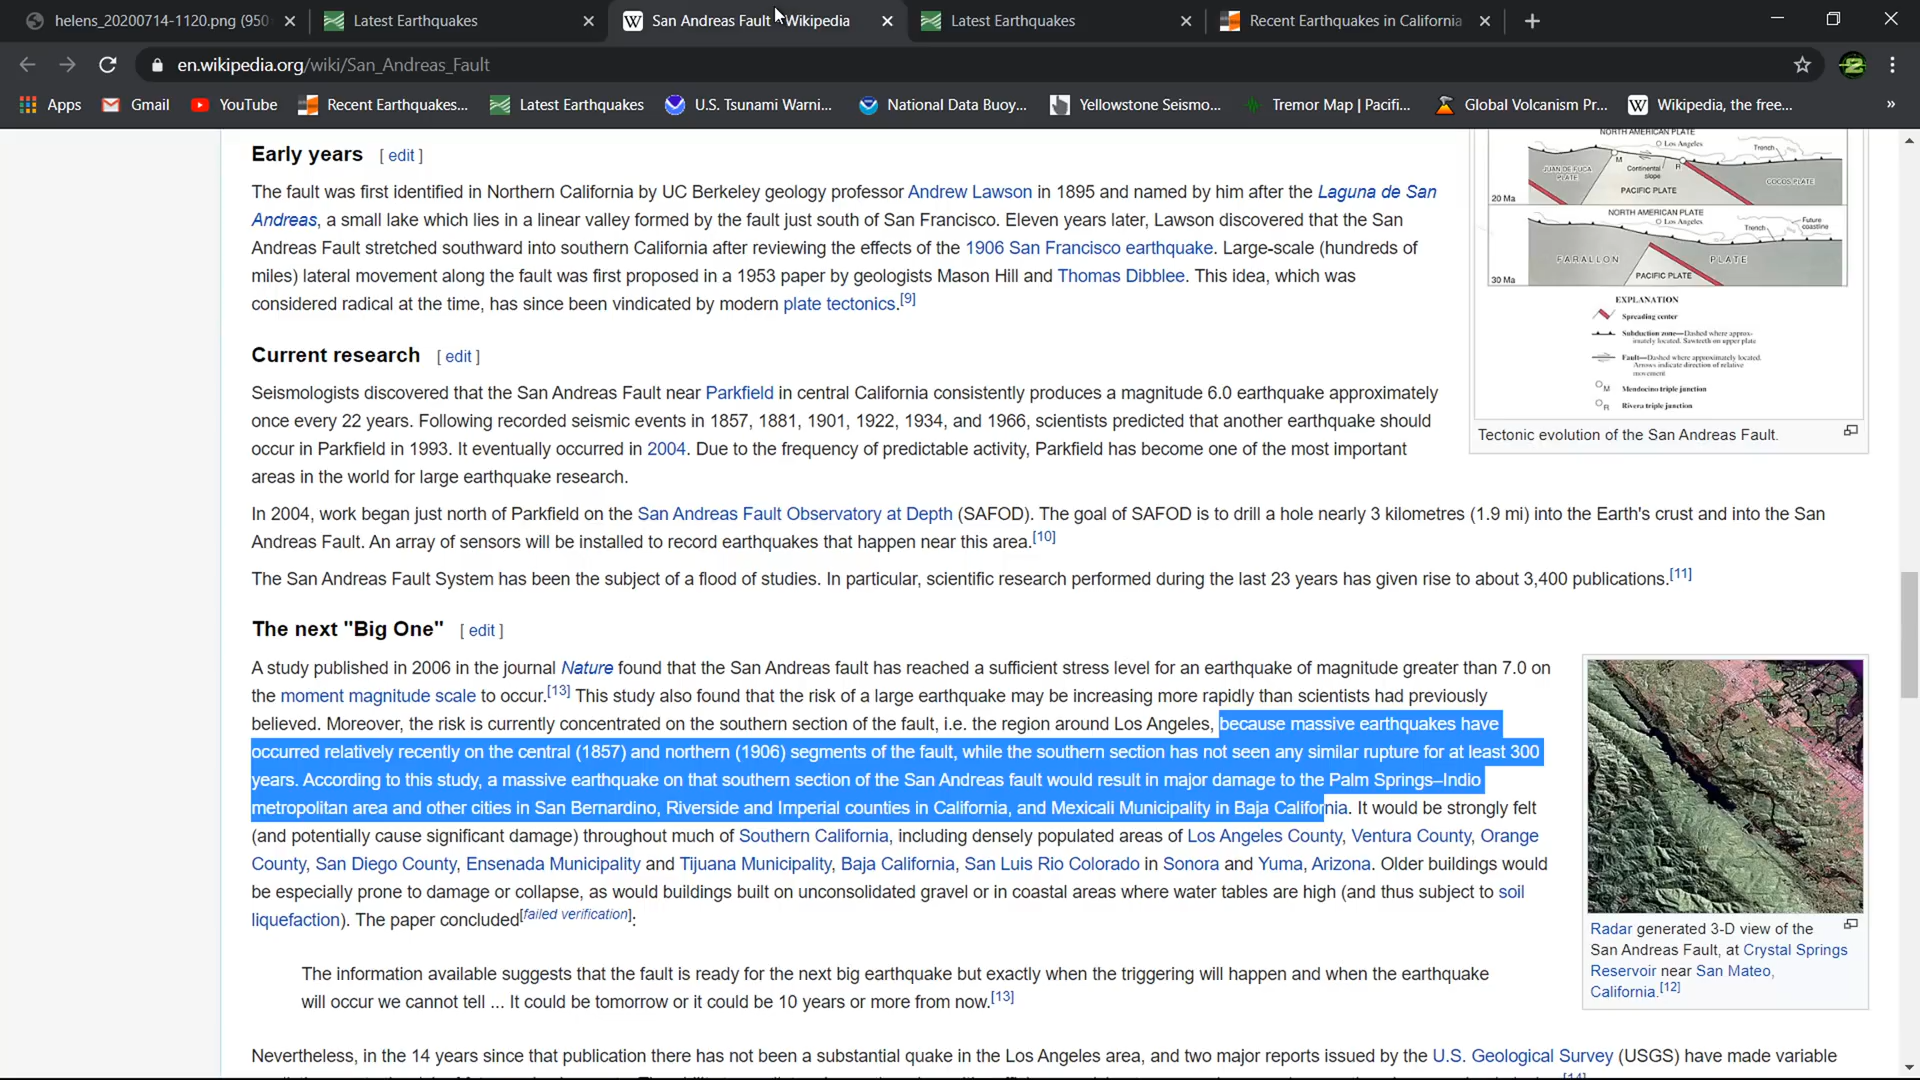 helens_20200714-1120.png (950
Latest Earthquakes
San Andreas Fault - Wikipedia
Latest Earthquakes
Recent Earthquakes in California
en.wikipedia.org/wiki/San_Andreas_Fault
Apps
Gmail
YouTube
Recent Earthquakes...
Latest Earthquakes
U.S. Tsunami Warni...
National Data Buoy...
Yellowstone Seismo...
Tremor Map | Pacifi...
Global Volcanism Pr...
Wikipedia, the free...
»
Early years [ edit ]
The fault was first identified in Northern California by UC Berkeley geology professor Andrew Lawson in 1895 and named by him after the Laguna de San
Andreas, a small lake which lies in a linear valley formed by the fault just south of San Francisco. Eleven years later, Lawson discovered that the San
Andreas Fault stretched southward into southern California after reviewing the effects of the 1906 San Francisco earthquake. Large-scale (hundreds of
miles) lateral movement along the fault was first proposed in a 1953 paper by geologists Mason Hill and Thomas Dibblee. This idea, which was
considered radical at the time, has since been vindicated by modern plate tectonics.[9]
Current research [ edit ]
Seismologists discovered that the San Andreas Fault near Parkfield in central California consistently produces a magnitude 6.0 earthquake approximately
once every 22 years. Following recorded seismic events in 1857, 1881, 1901, 1922, 1934, and 1966, scientists predicted that another earthquake should
occur in Parkfield in 1993. It eventually occurred in 2004. Due to the frequency of predictable activity, Parkfield has become one of the most important
areas in the world for large earthquake research.
In 2004, work began just north of Parkfield on the San Andreas Fault Observatory at Depth (SAFOD). The goal of SAFOD is to drill a hole nearly 3 kilometres (1.9 mi) into the Earth's crust and into the San
Andreas Fault. An array of sensors will be installed to record earthquakes that happen near this area.[10]
The San Andreas Fault System has been the subject of a flood of studies. In particular, scientific research performed during the last 23 years has given rise to about 3,400 publications.[11]
The next "Big One" [ edit ]
A study published in 2006 in the journal Nature found that the San Andreas fault has reached a sufficient stress level for an earthquake of magnitude greater than 7.0 on
the moment magnitude scale to occur.[13] This study also found that the risk of a large earthquake may be increasing more rapidly than scientists had previously
believed. Moreover, the risk is currently concentrated on the southern section of the fault, i.e. the region around Los Angeles, because massive earthquakes have
occurred relatively recently on the central (1857) and northern (1906) segments of the fault, while the southern section has not seen any similar rupture for at least 300
years. According to this study, a massive earthquake on that southern section of the San Andreas fault would result in major damage to the Palm Springs–Indio
metropolitan area and other cities in San Bernardino, Riverside and Imperial counties in California, and Mexicali Municipality in Baja California. It would be strongly felt
(and potentially cause significant damage) throughout much of Southern California, including densely populated areas of Los Angeles County, Ventura County, Orange
County, San Diego County, Ensenada Municipality and Tijuana Municipality, Baja California, San Luis Rio Colorado in Sonora and Yuma, Arizona. Older buildings would
be especially prone to damage or collapse, as would buildings built on unconsolidated gravel or in coastal areas where water tables are high (and thus subject to soil
liquefaction). The paper concluded[failed verification]:
The information available suggests that the fault is ready for the next big earthquake but exactly when the triggering will happen and when the earthquake
will occur we cannot tell ... It could be tomorrow or it could be 10 years or more from now.[13]
Nevertheless, in the 14 years since that publication there has not been a substantial quake in the Los Angeles area, and two major reports issued by the U.S. Geological Survey (USGS) have made variable
NORTH AMERICAN PLATE
Los Angeles
Trench
M
Continental
slope
R
JUAN DE FUCA
PLATE
PACIFIC PLATE
COCOS PLATE
20 Ma
NORTH AMERICAN PLATE
Los Angeles
Trench
Future
coastline
FARALLON
PLATE
PACIFIC PLATE
30 Ma
EXPLANATION
Spreading center
Subduction zone—Dashed where approx-
imately located. Sawteeth on upper plate
Fault—Dashed where approximately located.
Arrows indicate direction of relative
movement
M Mendocino triple junction
R Rivera triple junction
Tectonic evolution of the San Andreas Fault.
Radar generated 3-D view of the
San Andreas Fault, at Crystal Springs
Reservoir near San Mateo,
California.[12]